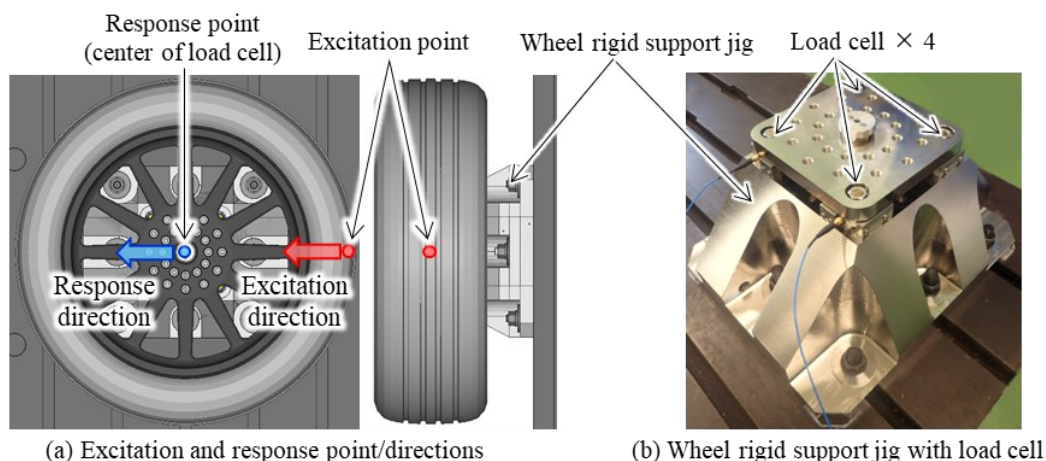 Response point
(center of load cell)
Excitation point
Wheel rigid support jig
Load cell × 4
Response
direction
Excitation
direction
(a) Excitation and response point/directions
(b) Wheel rigid support jig with load cell